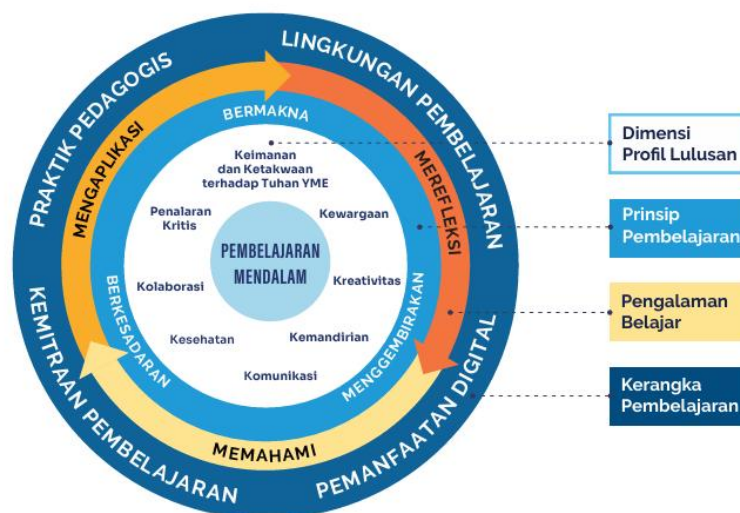 PRAKTIK PEDAGOGIS
LINGKUNGAN PEMBELAJARAN
MENGAPLIKASI
MEREFLEKSI
BERMAKNA
Keimanan
dan Ketakwaan
terhadap Tuhan YME
Penalaran
Kritis
Kewargaan
PEMBELAJARAN
MENDALAM
Kolaborasi
Kreativitas
Kesehatan
Kemandirian
Komunikasi
BERKESADARAN
MENGGEMBIRAKAN
MEMAHAMI
KEMITRAAN PEMBELAJARAN
PEMANFAATAN DIGITAL
Dimensi
Profil Lulusan
Prinsip
Pembelajaran
Pengalaman
Belajar
Kerangka
Pembelajaran